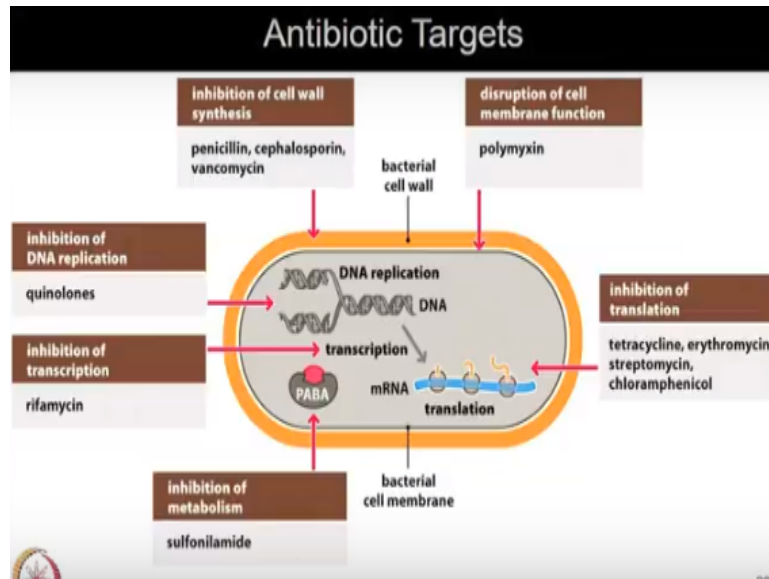 Antibiotic Targets
inhibition of cell wall
synthesis
penicillin, cephalosporin,
vancomycin
disruption of cell
membrane function
polymyxin
bacterial
cell wall
inhibition of
DNA replication
quinolones
DNA replication
DNA
inhibition of
translation
tetracycline, erythromycin
streptomycin,
chloramphenicol
inhibition of
transcription
rifamycin
transcription
PABA
mRNA
translation
inhibition of
metabolism
sulfonilamide
bacterial
cell membrane